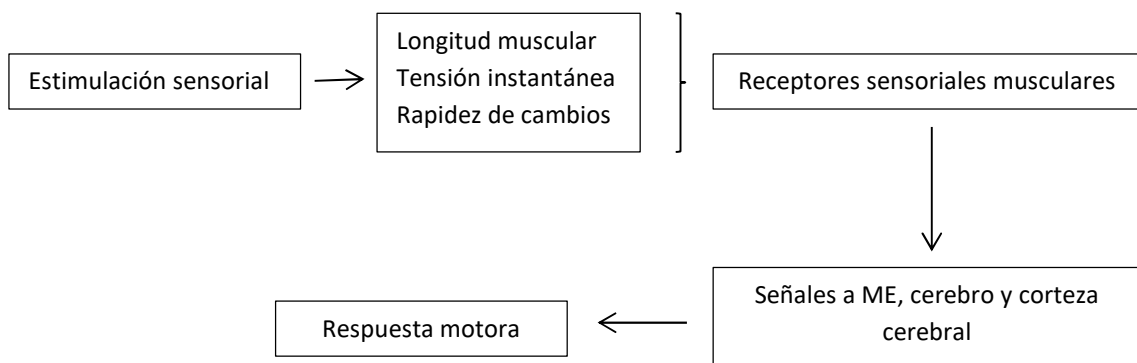 Estimulación sensorial
Longitud muscular
Tensión instantánea
Rapidez de cambios
Receptores sensoriales musculares
Señales a ME, cerebro y corteza
cerebral
Respuesta motora